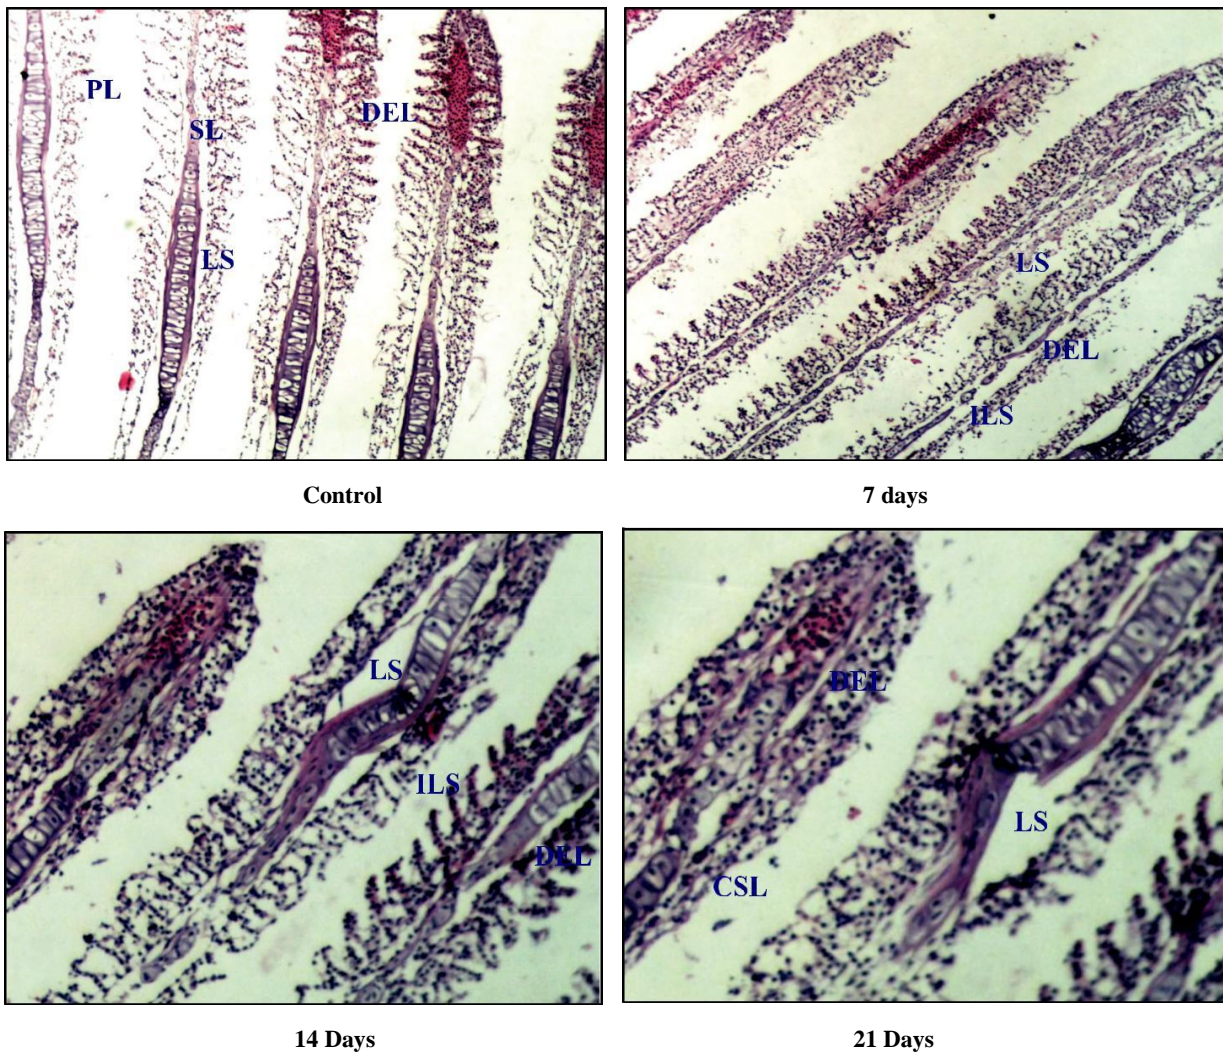 PL
DEL
SL
LS
LS
DEL
ILS
Control
7 days
LS
ILS
DEL
DEL
LS
CSL
14 Days
21 Days